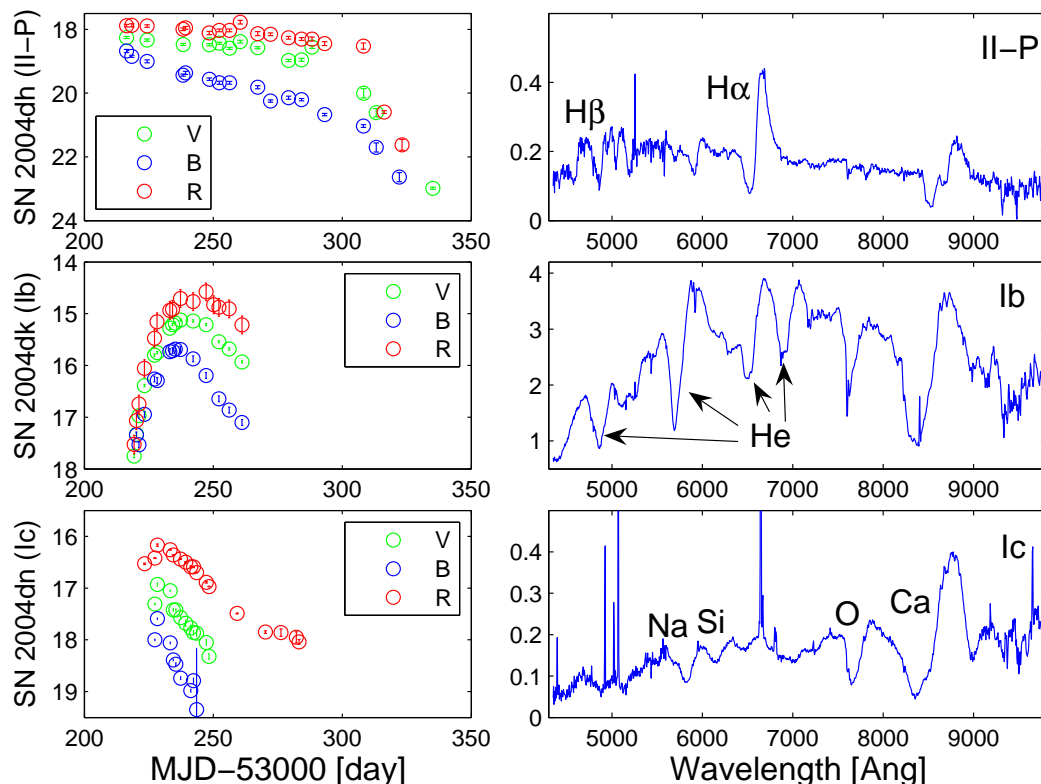 SN 2004dh (II−P)
18
20
22
24
200
250
300
350
V
B
R
II−P
Hα
Hβ
0.4
0.2
0
5000
6000
7000
8000
9000
SN 2004dk (Ib)
14
15
16
17
18
200
250
300
350
V
B
R
Ib
He
4
3
2
1
5000
6000
7000
8000
9000
SN 2004dn (Ic)
16
17
18
19
200
250
300
350
V
B
R
MJD−53000 [day]
Ic
Na
Si
O
Ca
0.4
0.3
0.2
0.1
0
5000
6000
7000
8000
9000
Wavelength [Ang]